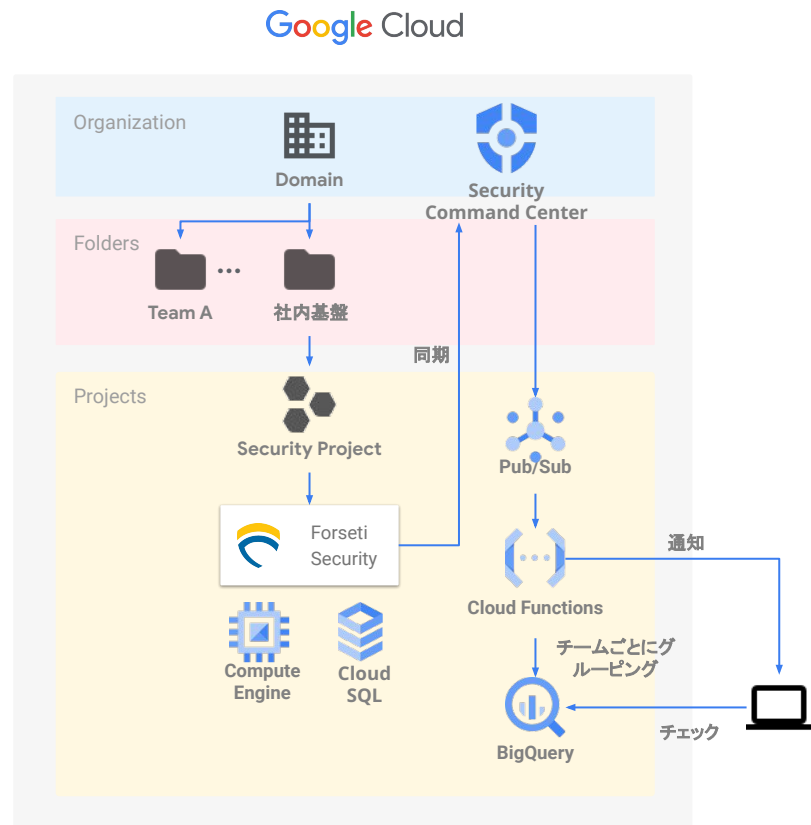 Google Cloud
Organization
Domain
Security
Command Center
Folders
Team A
社内基盤
同期
Projects
Security Project
Pub/Sub
Forseti
Security
通知
Cloud Functions
チームごとにグ
ルーピング
Compute
Engine
Cloud
SQL
チェック
BigQuery